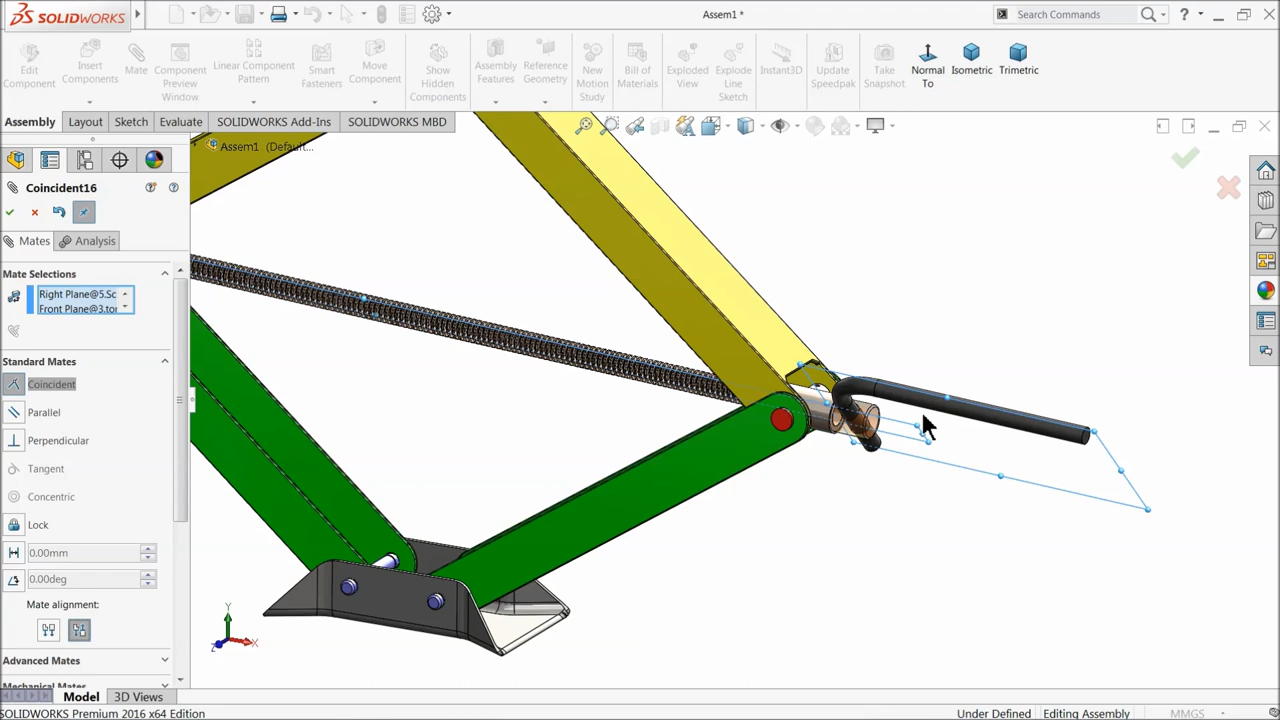 SOLIDWORKS
Assem1 *
Search Commands
?
Edit Component
Insert Components
Mate
Component Preview Window
Linear Component Pattern
Smart Fasteners
Move Component
Show Hidden Components
Assembly Features
Reference Geometry
New Motion Study
Bill of Materials
Exploded View
Explode Line Sketch
Instant3D
Update Speedpak
Take Snapshot
Normal To
Isometric
Trimetric
Assembly
Layout
Sketch
Evaluate
SOLIDWORKS Add-Ins
SOLIDWORKS MBD
Assem1 (Default...
Coincident16
Mates
Analysis
Mate Selections
Right Plane@5.Sc
Front Plane@3.tor
Standard Mates
Coincident
Parallel
Perpendicular
Tangent
Concentric
Lock
0.00mm
0.00deg
Mate alignment:
Advanced Mates
Y
Z
X
Model
3D Views
SOLIDWORKS Premium 2016 x64 Edition
Under Defined
Editing Assembly
MMGS